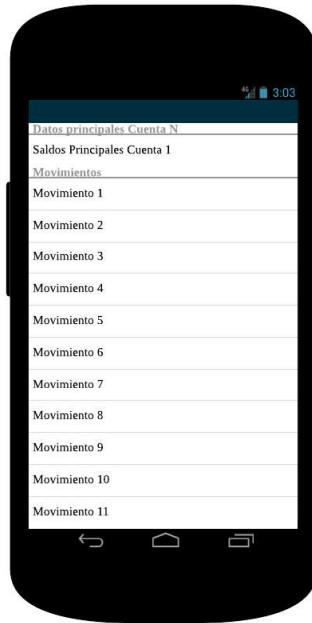 4G 3:03
Datos principales Cuenta N
Saldos Principales Cuenta 1
Movimientos
Movimiento 1
Movimiento 2
Movimiento 3
Movimiento 4
Movimiento 5
Movimiento 6
Movimiento 7
Movimiento 8
Movimiento 9
Movimiento 10
Movimiento 11